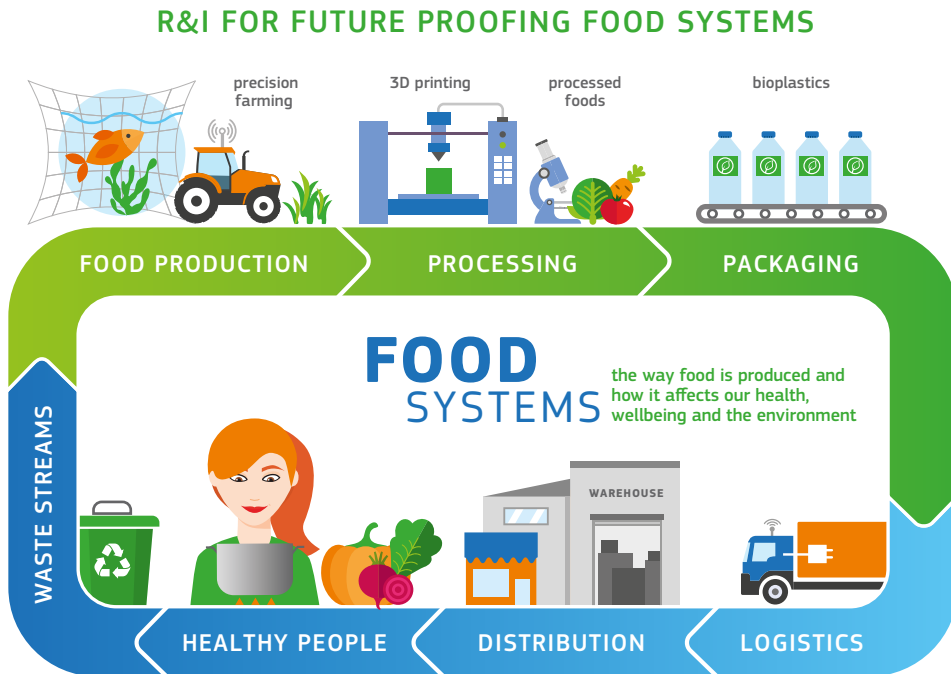 R&I FOR FUTURE PROOFING FOOD SYSTEMS
precision
farming
3D printing
processed
foods
bioplastics
FOOD PRODUCTION
PROCESSING
PACKAGING
FOOD
SYSTEMS
the way food is produced and
how it affects our health,
wellbeing and the environment
WAREHOUSE
WASTE STREAMS
HEALTHY PEOPLE
DISTRIBUTION
LOGISTICS